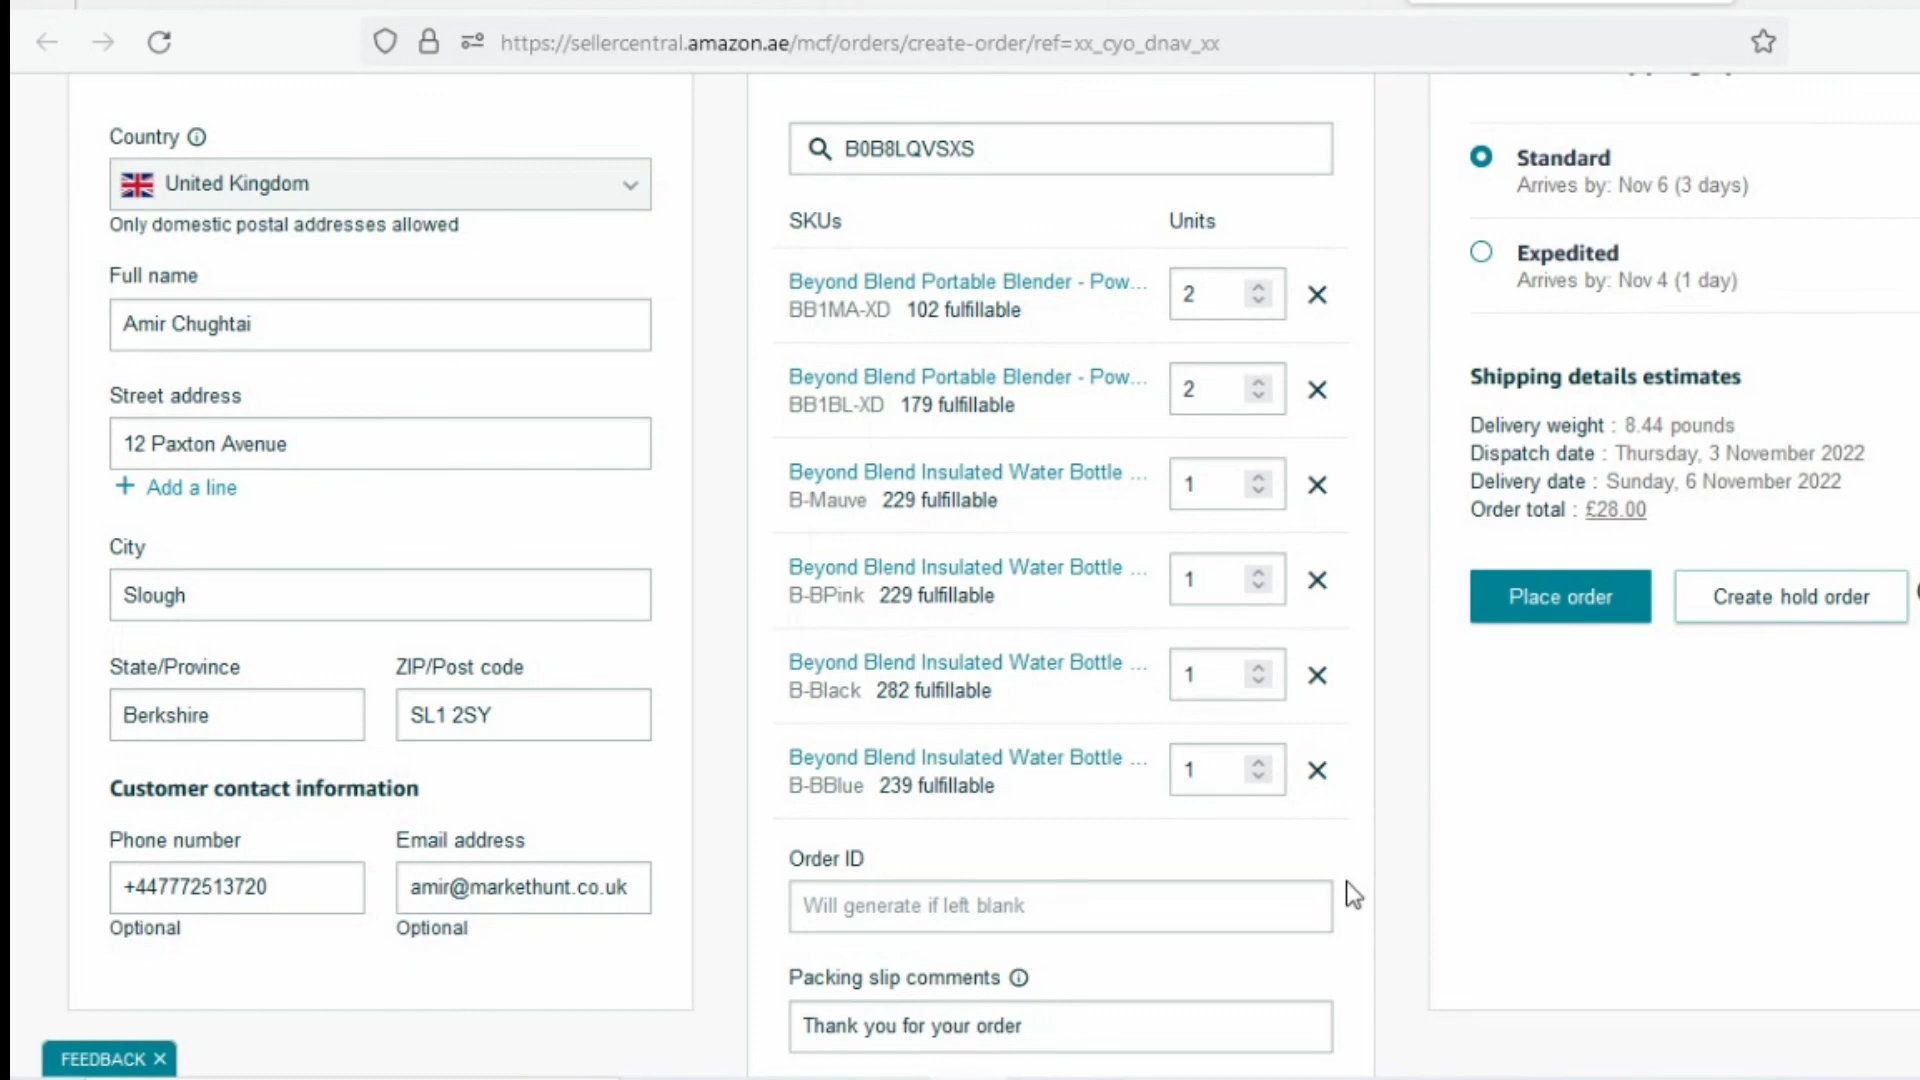 https://sellercentral.amazon.ae/mcf/orders/create-order/ref=xx_cyo_dnav_xx
Country
United Kingdom
Only domestic postal addresses allowed
Full name
Amir Chughtai
Street address
12 Paxton Avenue
+ Add a line
City
Slough
State/Province ZIP/Post code
Berkshire SL1 2SY
Customer contact information
Phone number Email address
+447772513720 amir@markethunt.co.uk
Optional Optional
FEEDBACK ×
B0B8LQVSXS
SKUs Units
Beyond Blend Portable Blender - Pow... 2
BB1MA-XD 102 fulfillable
Beyond Blend Portable Blender - Pow... 2
BB1BL-XD 179 fulfillable
Beyond Blend Insulated Water Bottle ... 1
B-Mauve 229 fulfillable
Beyond Blend Insulated Water Bottle ... 1
B-BPink 229 fulfillable
Beyond Blend Insulated Water Bottle ... 1
B-Black 282 fulfillable
Beyond Blend Insulated Water Bottle ... 1
B-BBlue 239 fulfillable
Order ID
Will generate if left blank
Packing slip comments
Thank you for your order
Standard
Arrives by: Nov 6 (3 days)
Expedited
Arrives by: Nov 4 (1 day)
Shipping details estimates
Delivery weight : 8.44 pounds
Dispatch date : Thursday, 3 November 2022
Delivery date : Sunday, 6 November 2022
Order total : £28.00
Place order Create hold order